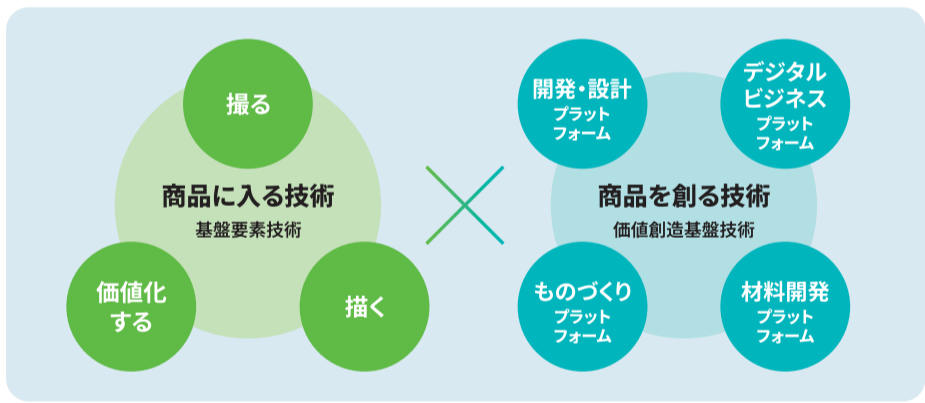 撮る
商品に入る技術
基盤要素技術
価値化
する
描く
開発・設計
プラット
フォーム
デジタル
ビジネス
プラット
フォーム
商品を創る技術
価値創造基盤技術
ものづくり
プラット
フォーム
材料開発
プラット
フォーム